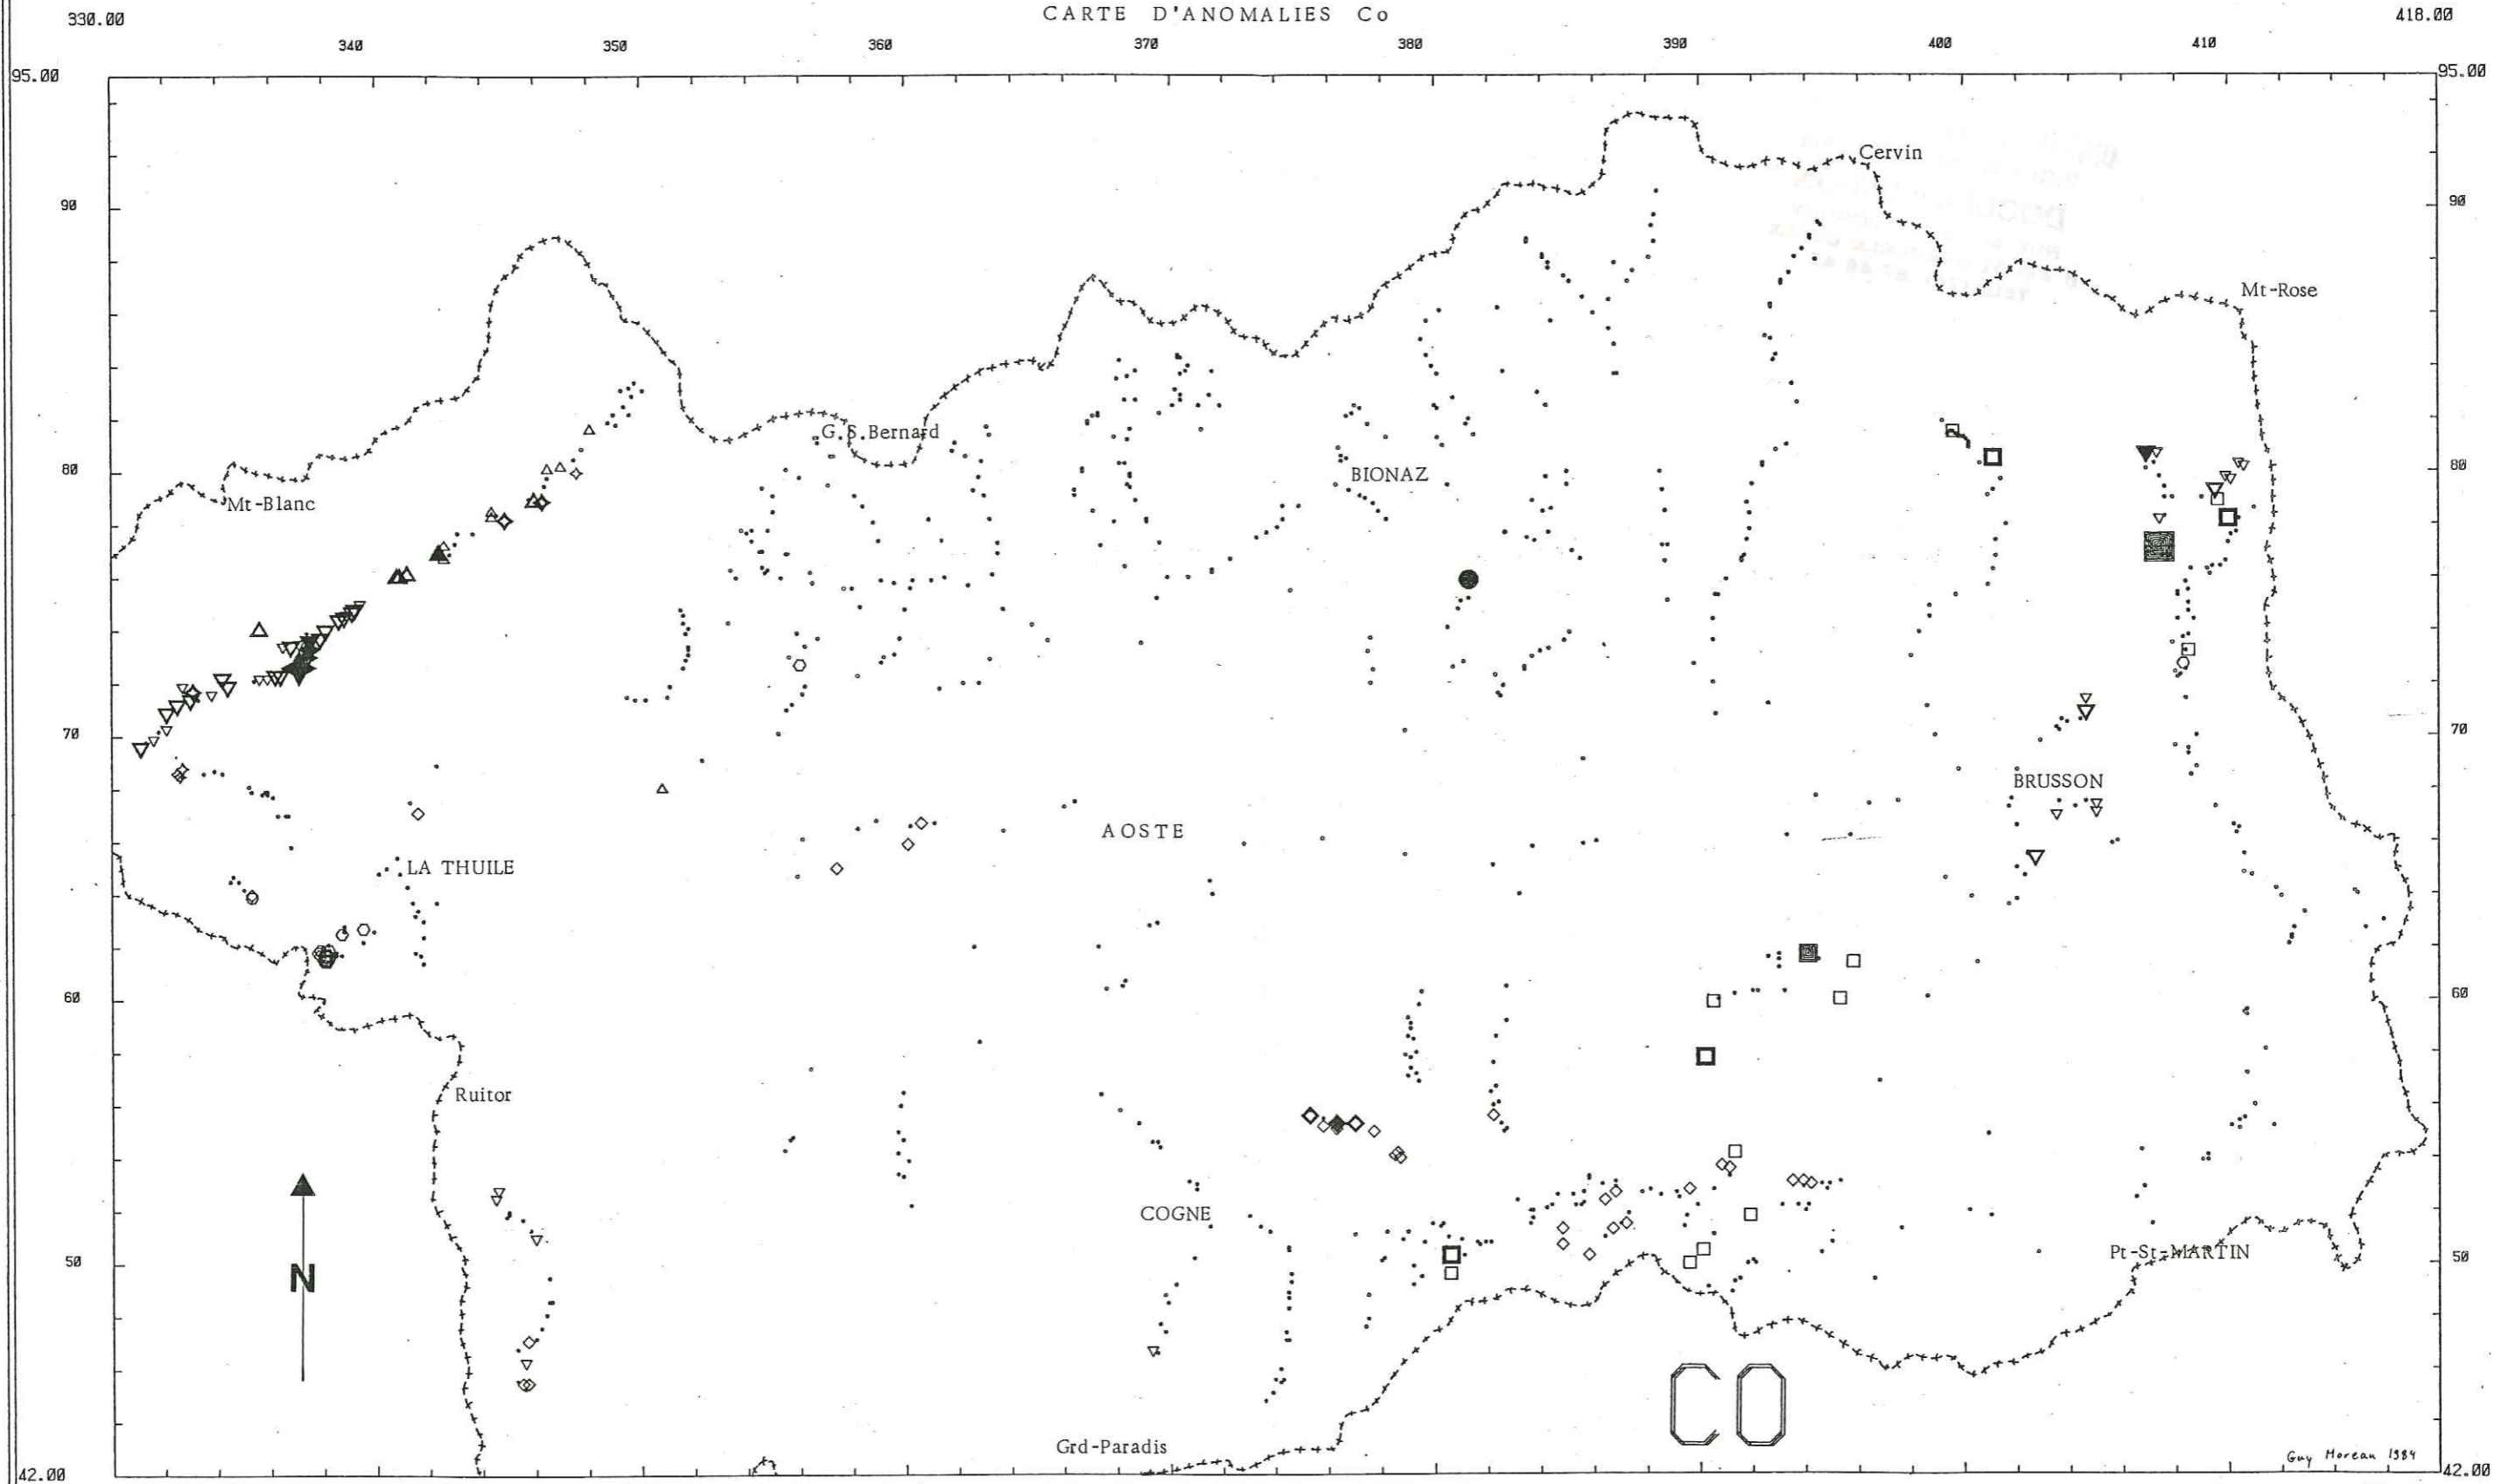 CARTE D'ANOMALIES Co
330.00
418.00
340 350 360 370 380 390 400 410
95.00
95.00
Cervin
90
90
Mt-Rose
G.S.Bernard
80
BIONAZ
80
Mt-Blanc
70
70
BRUSSON
AOSTE
LA THUILE
60
60
Ruitor
COGNE
50
Pt-St-MARTIN
50
N
CO
Grd-Paradis
Guy Moreau 1984
42.00
42.00